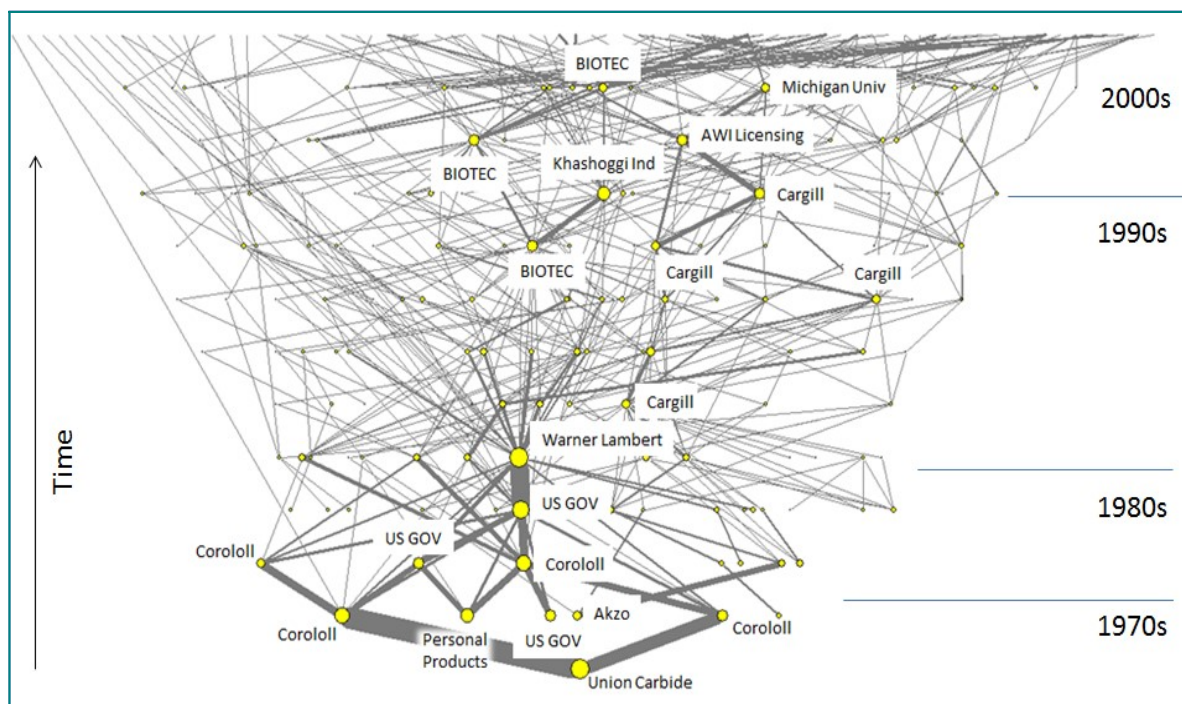 BIOTEC
Michigan Univ
2000s
AWI Licensing
BIOTEC
Khashoggi Ind
Cargill
1990s
BIOTEC
Cargill
Cargill
Cargill
Warner Lambert
Time
US GOV
1980s
US GOV
Corololl
Corololl
Akzo
Corololl
Personal
Products
US GOV
Corololl
1970s
Union Carbide